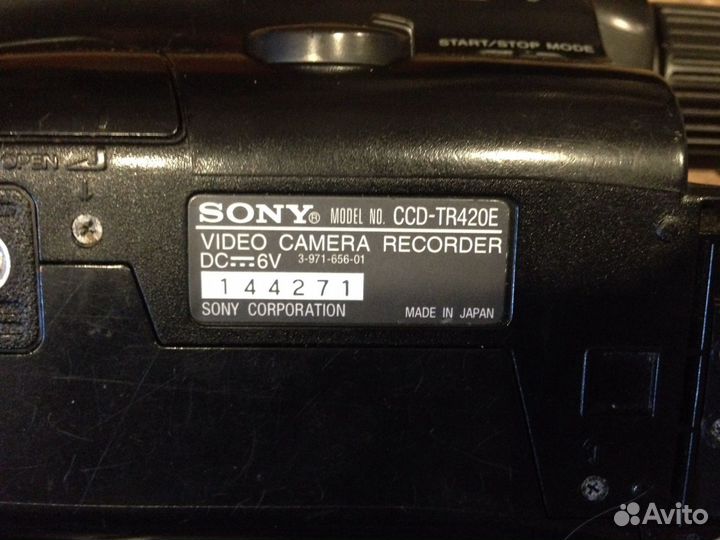 START/STOP MODE
OPEN
SONY® MODEL NO. CCD-TR420E
VIDEO CAMERA RECORDER
DC⎓6V 3-971-656-01
144271
SONY CORPORATION MADE IN JAPAN
Avito